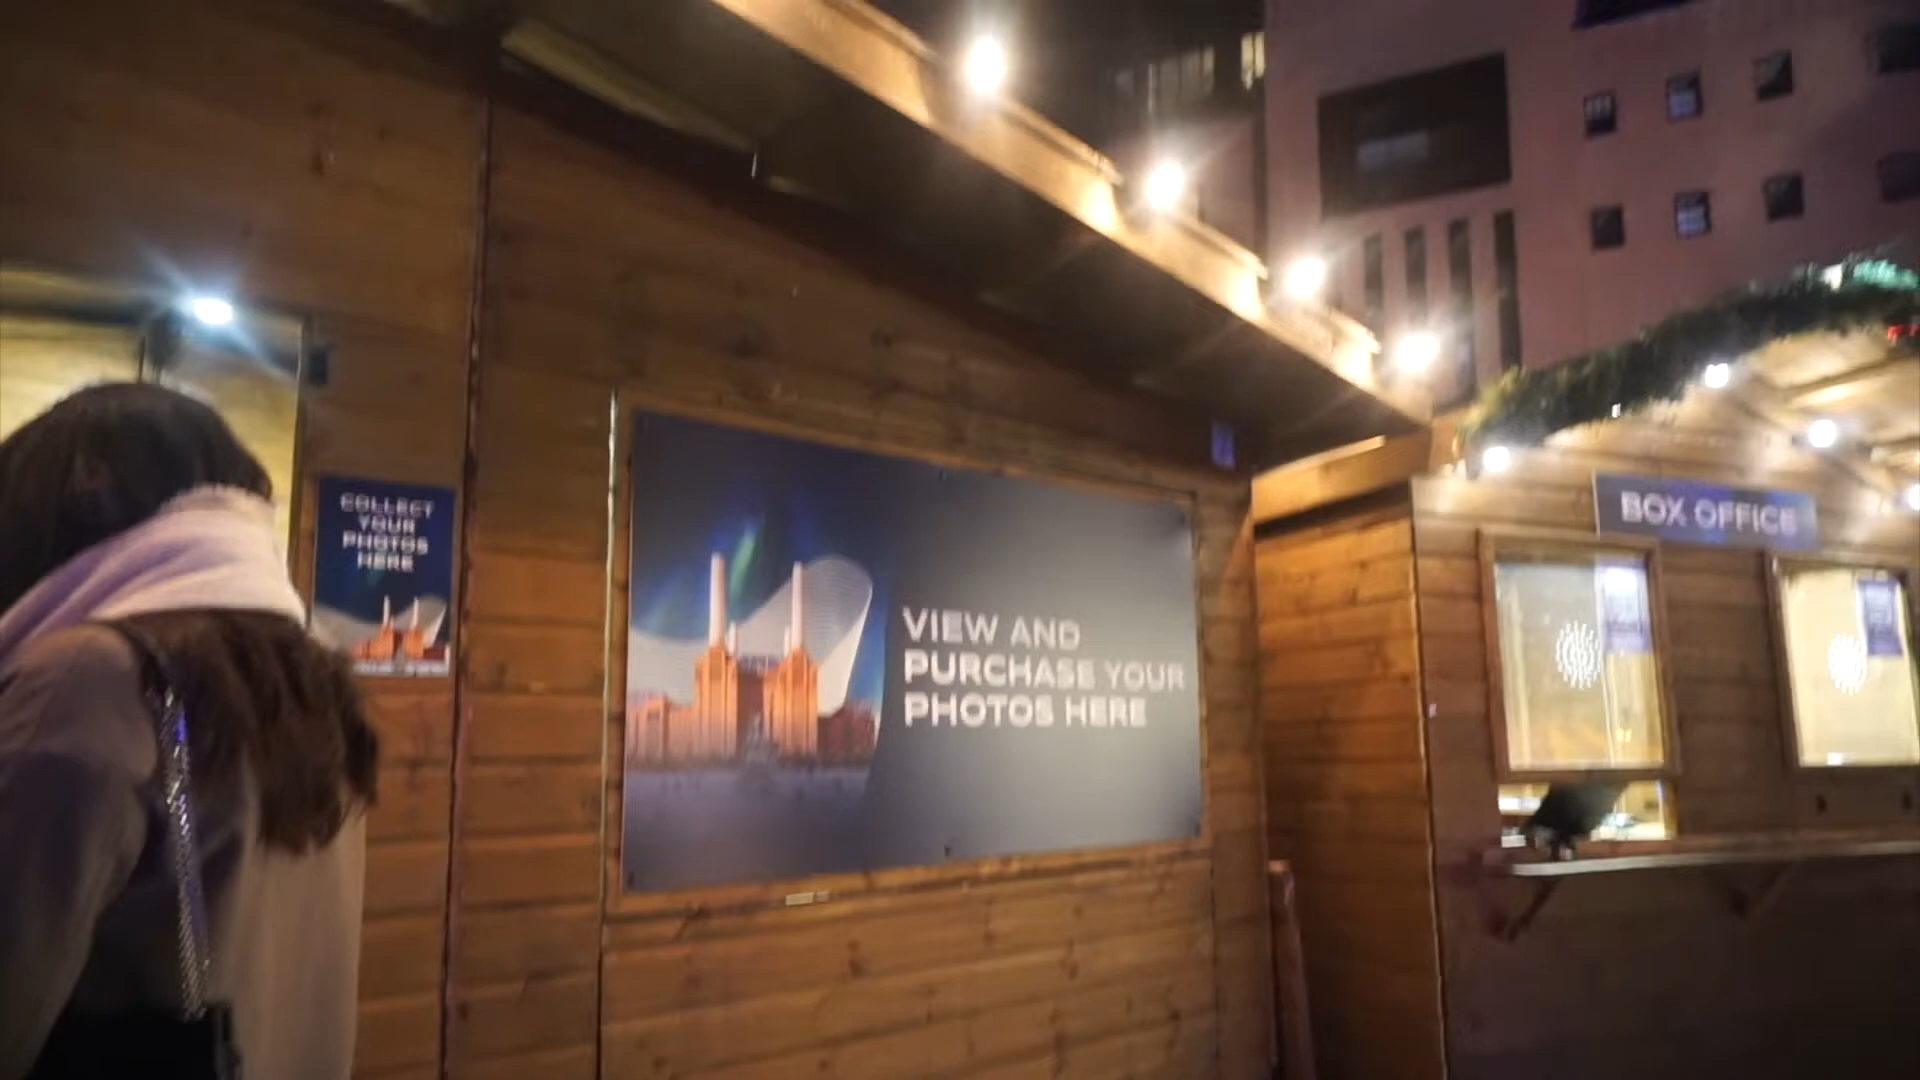 COLLECT
YOUR
PHOTOS
HERE
VIEW AND
PURCHASE YOUR
PHOTOS HERE
BOX OFFICE